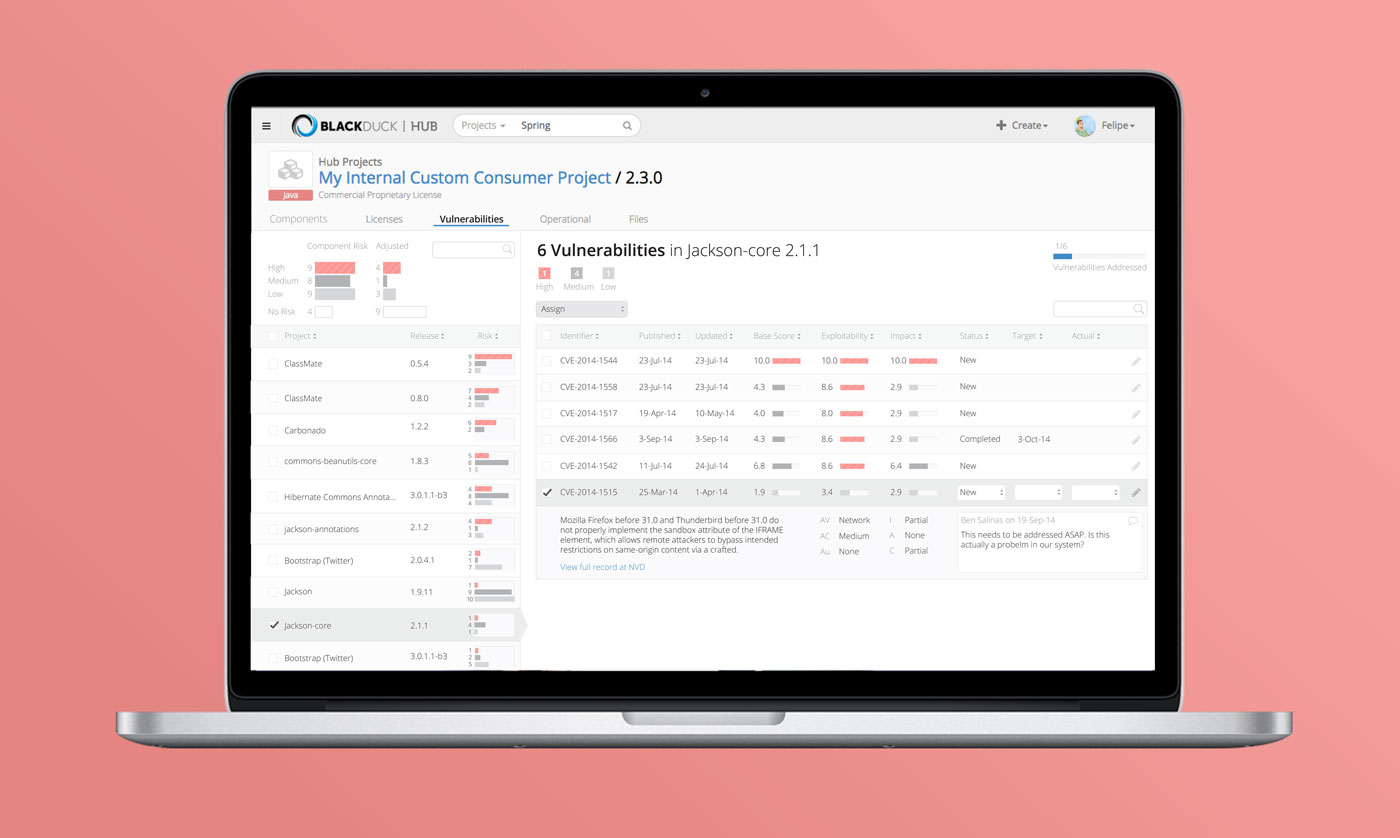 BLACKDUCK | HUB Projects Spring Create Felipe
Hub Projects
My Internal Custom Consumer Project / 2.3.0
Java Commercial Proprietary License
Components Licenses Vulnerabilities Operational Files
Component Risk Adjusted
High 9 4
Medium 8 1
Low 9 3
No Risk 4 9
Project Release Risk
ClassMate 0.5.4 9 3 2
ClassMate 0.8.0 7 4 2
Carbonado 1.2.2 6 2
commons-beanutils-core 1.8.3 5 8 1
Hibernate Commons Annota... 3.0.1.1-b3 4 8 4
jackson-annotations 2.1.2 4 1 3
Bootstrap (Twitter) 2.0.4.1 2 1 7
Jackson 1.9.11 1 9 10
Jackson-core 2.1.1 1 4 1
Bootstrap (Twitter) 3.0.1.1-b3 1 2 5
6 Vulnerabilities in Jackson-core 2.1.1
1 4 1
High Medium Low
1/6
Vulnerabilities Addressed
Assign
Identifier Published Updated Base Score Exploitability Impact Status Target Actual
CVE-2014-1544 23-Jul-14 23-Jul-14 10.0 10.0 10.0 New
CVE-2014-1558 23-Jul-14 23-Jul-14 4.3 8.6 2.9 New
CVE-2014-1517 19-Apr-14 10-May-14 4.0 8.0 2.9 New
CVE-2014-1566 3-Sep-14 3-Sep-14 4.3 8.6 2.9 Completed 3-Oct-14
CVE-2014-1542 11-Jul-14 24-Jul-14 6.8 8.6 6.4 New
CVE-2014-1515 25-Mar-14 1-Apr-14 1.9 3.4 2.9 New
Mozilla Firefox before 31.0 and Thunderbird before 31.0 do
not properly implement the sandbox attribute of the IFRAME
element, which allows remote attackers to bypass intended
restrictions on same-origin content via a crafted.
View full record at NVD
AV Network I Partial
AC Medium A None
Au None C Partial
Ben Salinas on 19-Sep-14
This needs to be addressed ASAP. Is this
actually a probelm in our system?